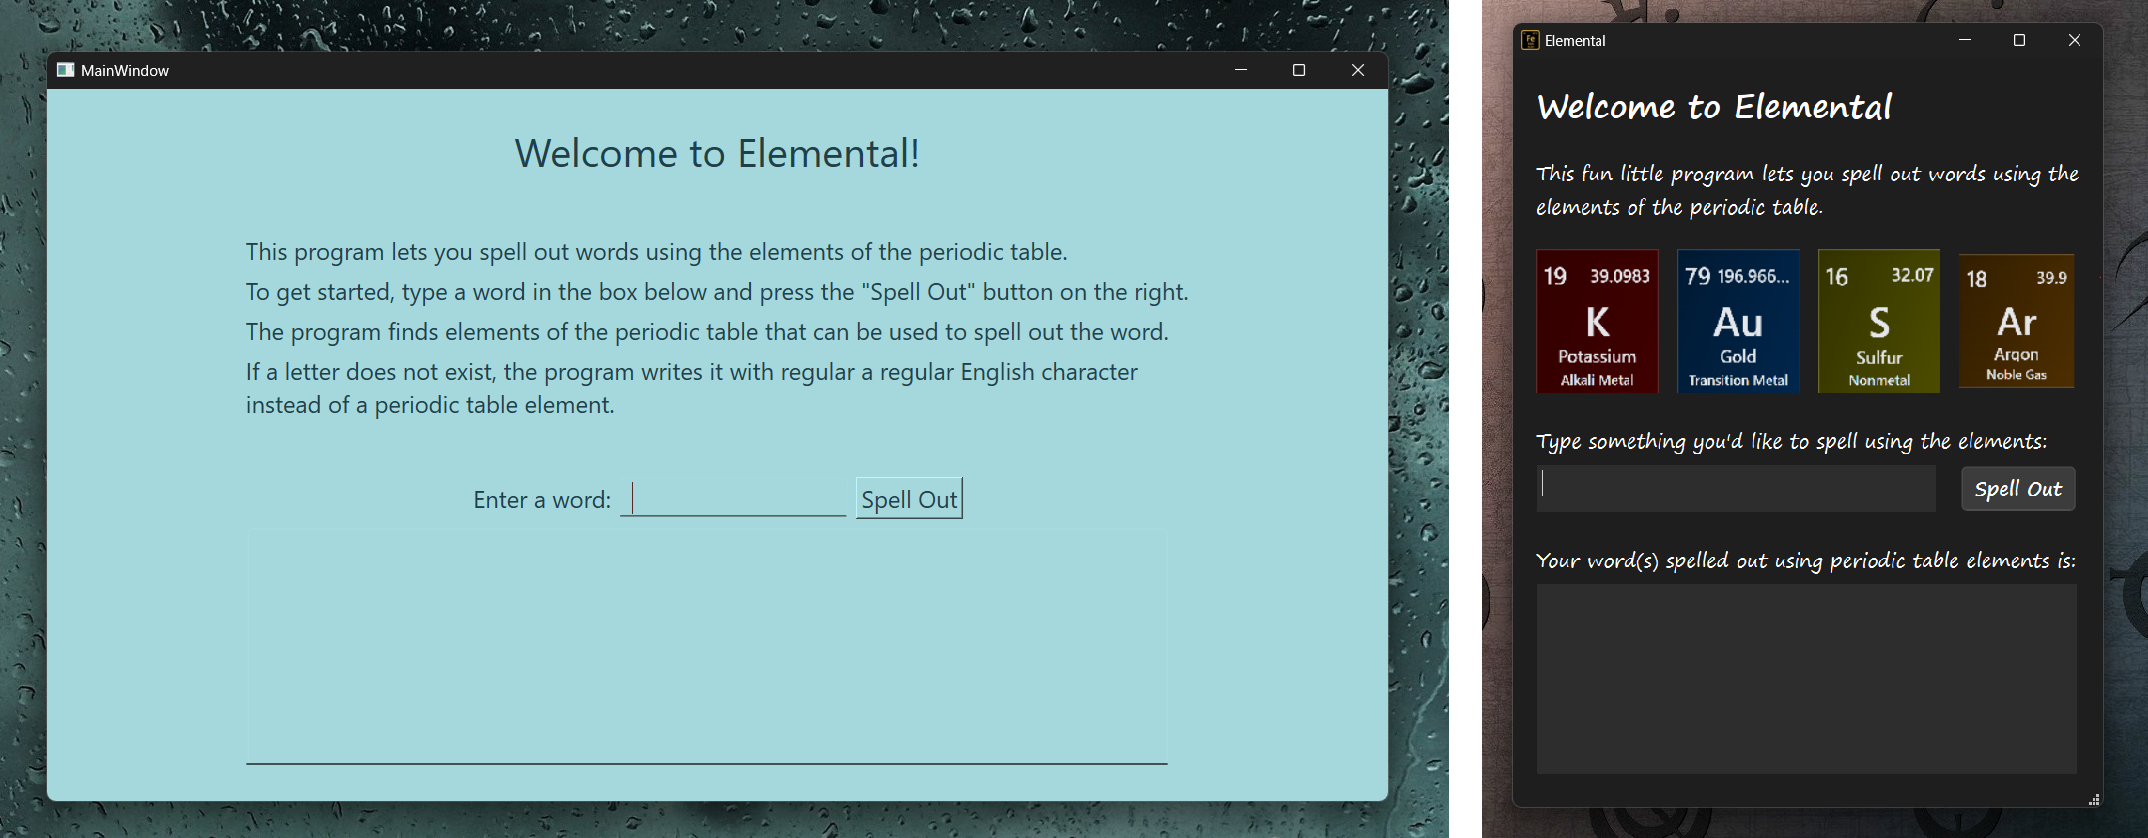 MainWindow
Welcome to Elemental!
This program lets you spell out words using the elements of the periodic table.
To get started, type a word in the box below and press the "Spell Out" button on the right.
The program finds elements of the periodic table that can be used to spell out the word.
If a letter does not exist, the program writes it with regular a regular English character
instead of a periodic table element.
Enter a word:
Spell Out
Fe
Elemental
Welcome to Elemental
This fun little program lets you spell out words using the
elements of the periodic table.
19 39.0983
K
Potassium
Alkali Metal
79 196.966...
Au
Gold
Transition Metal
16 32.07
S
Sulfur
Nonmetal
18 39.9
Ar
Argon
Noble Gas
Type something you'd like to spell using the elements:
Spell Out
Your word(s) spelled out using periodic table elements is: